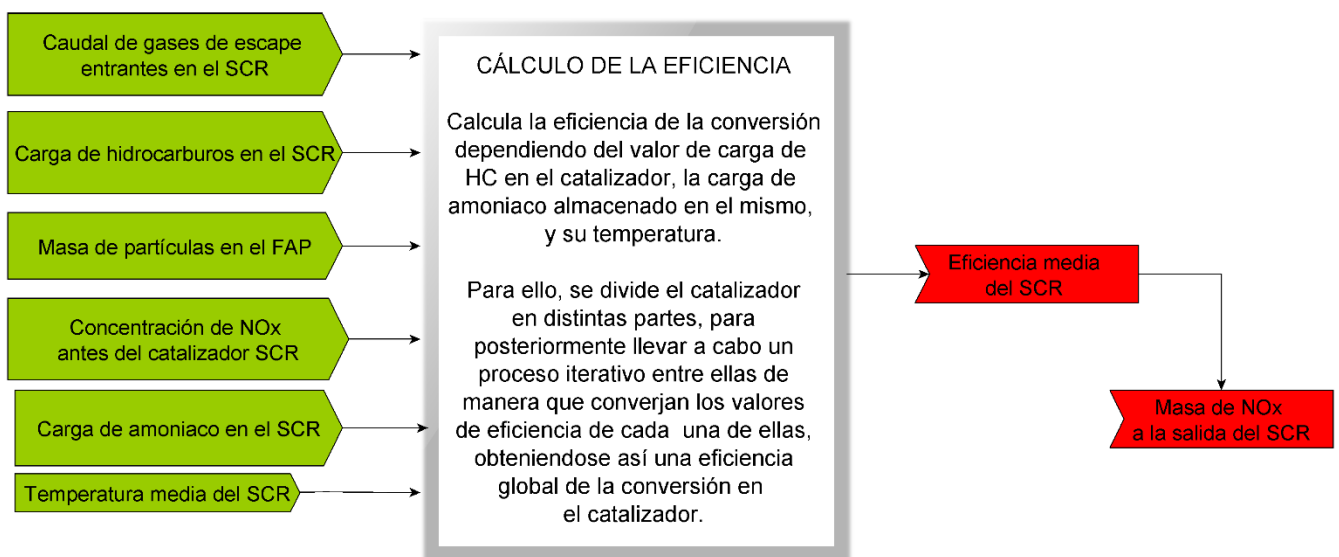 Caudal de gases de escape
entrantes en el SCR
Carga de hidrocarburos en el SCR
Masa de partículas en el FAP
Concentración de NOx
antes del catalizador SCR
Carga de amoniaco en el SCR
Temperatura media del SCR
CÁLCULO DE LA EFICIENCIA
Calcula la eficiencia de la conversión
dependiendo del valor de carga de
HC en el catalizador, la carga de
amoniaco almacenado en el mismo,
y su temperatura.
Para ello, se divide el catalizador
en distintas partes, para
posteriormente llevar a cabo un
proceso iterativo entre ellas de
manera que converjan los valores
de eficiencia de cada una de ellas,
obteniendose así una eficiencia
global de la conversión en
el catalizador.
Eficiencia media
del SCR
Masa de NOx
a la salida del SCR